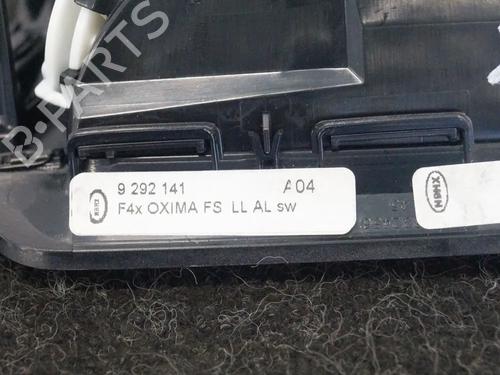 B-PARTS
9 292 141 A04
F4x OXIMA FS LL AL sw